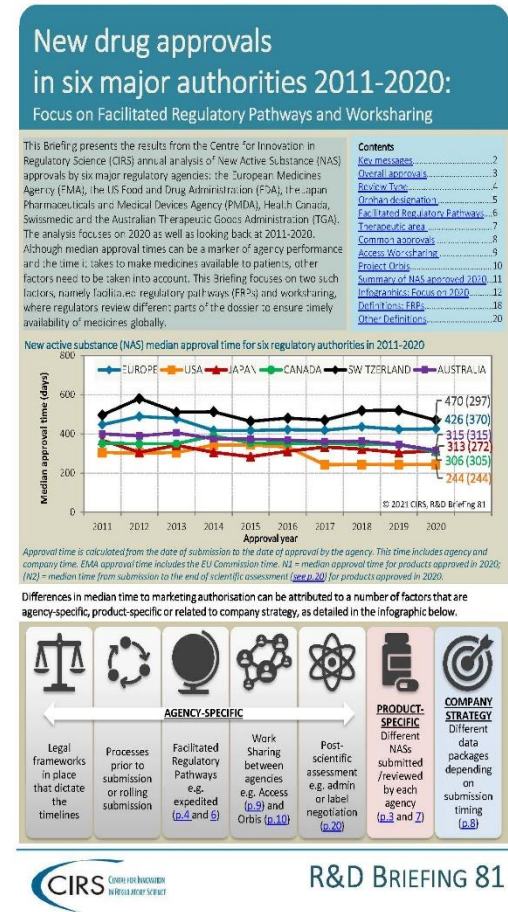 New drug approvals
in six major authorities 2011-2020:
Focus on Facilitated Regulatory Pathways and Worksharing
This Briefing presents the results from the Centre for Innovation in
Regulatory Science (CIRS) annual analysis of New Active Substance (NAS)
approvals by six major regulatory agencies: the European Medicines
Agency (EMA), the US Food and Drug Administration (FDA), the Japan
Pharmaceuticals and Medical Devices Agency (PMDA), Health Canada,
Swissmedic and the Australian Therapeutic Goods Administration (TGA).
The analysis focuses on 2020 as well as looking back at 2011-2020.
Although median approval times can be a marker of agency performance
and the time it takes to make medicines available to patients, other
factors need to be taken into account. This Briefing focuses on two such
factors, namely facilitated regulatory pathways (FRPs) and worksharing,
where regulators review different parts of the dossier to ensure timely
availability of medicines globally.
Contents
Key messages 2
Overall approvals 3
Review Type 4
Orphan designation 5
Facilitated Regulatory Pathways 6
Therapeutic area 7
Common approvals 8
Access Worksharing 9
Project Orbis 10
Summary of NAS approved 2020 11
Infographics: Focus on 2020 12
Definitions: FRPs 18
Other Definitions 20
New active substance (NAS) median approval time for six regulatory authorities in 2011-2020
EUROPE USA JAPAN CANADA SWITZERLAND AUSTRALIA
Median approval time (days)
800
600
400
200
0
470 (297)
426 (370)
315 (315)
313 (272)
306 (305)
244 (244)
© 2021 CIRS, R&D Briefing 81
2011 2012 2013 2014 2015 2016 2017 2018 2019 2020
Approval year
Approval time is calculated from the date of submission to the date of approval by the agency. This time includes agency and
company time. EMA approval time includes the EU Commission time. N1 = median approval time for products approved in 2020;
(N2) = median time from submission to the end of scientific assessment (see p.20) for products approved in 2020.
Differences in median time to marketing authorisation can be attributed to a number of factors that are
agency-specific, product-specific or related to company strategy, as detailed in the infographic below.
AGENCY-SPECIFIC
Legal
frameworks
in place
that dictate
the
timelines
Processes
prior to
submission
or rolling
submission
Facilitated
Regulatory
Pathways
e.g.
expedited
(p.4 and 6)
Work
Sharing
between
agencies
e.g. Access
(p.9) and
Orbis (p.10)
Post-
scientific
assessment
e.g. admin
or label
negotiation
(p.20)
PRODUCT-
SPECIFIC
Different
NASs
submitted
/reviewed
by each
agency
(p.3 and 7)
COMPANY
STRATEGY
Different
data
packages
depending
on
submission
timing
(p.8)
CIRS CENTRE FOR INNOVATION
IN REGULATORY SCIENCE
R&D BRIEFING 81